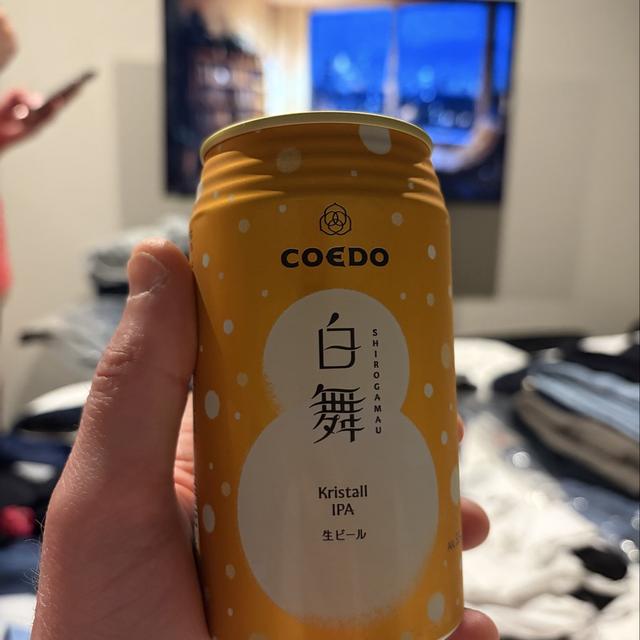 COEDO
白舞
SHIROGAMAU
Kristall
IPA
生ビール